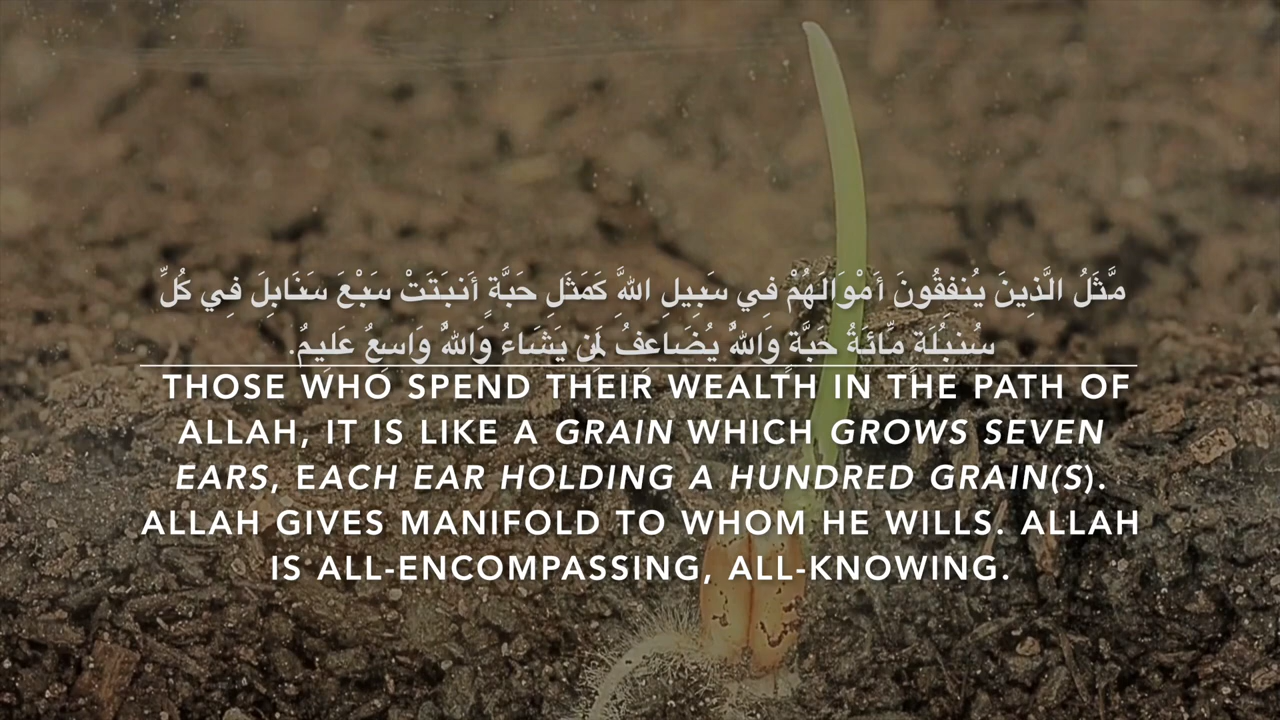 مَّثَلُ الَّذِينَ يُنفِقُونَ أَمْوَالَهُمْ فِي سَبِيلِ اللهِّ كَمَثَلِ حَبَّةٍ أَنبَتَتْ سَبْعَ سَنَابِلَ فِي كُلِّ
سُنبُلَةٍ مِّائَةُ حَبَّةٍ وَاللهُّ يُضَاعِفُ لِمَن يَشَاءُ وَاللهُّ وَاسِعٌ عَلِيمٌ.
THOSE WHO SPEND THEIR WEALTH IN THE PATH OF
ALLAH, IT IS LIKE A GRAIN WHICH GROWS SEVEN
EARS, EACH EAR HOLDING A HUNDRED GRAIN(S).
ALLAH GIVES MANIFOLD TO WHOM HE WILLS. ALLAH
IS ALL-ENCOMPASSING, ALL-KNOWING.